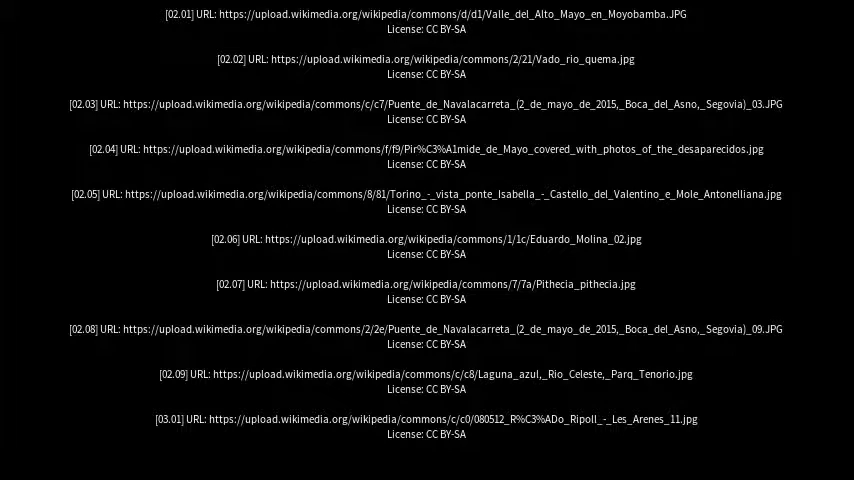 [02.01] URL: https://upload.wikimedia.org/wikipedia/commons/d/d1/Valle_del_Alto_Mayo_en_Moyobamba.JPG
License: CC BY-SA
[02.02] URL: https://upload.wikimedia.org/wikipedia/commons/2/21/Vado_rio_quema.jpg
License: CC BY-SA
[02.03] URL: https://upload.wikimedia.org/wikipedia/commons/c/c7/Puente_de_Navalacarreta_(2_de_mayo_de_2015,_Boca_del_Asno,_Segovia)_03.JPG
License: CC BY-SA
[02.04] URL: https://upload.wikimedia.org/wikipedia/commons/f/f9/Pir%C3%A1mide_de_Mayo_covered_with_photos_of_the_desaparecidos.jpg
License: CC BY-SA
[02.05] URL: https://upload.wikimedia.org/wikipedia/commons/8/81/Torino_-_vista_ponte_Isabella_-_Castello_del_Valentino_e_Mole_Antonelliana.jpg
License: CC BY-SA
[02.06] URL: https://upload.wikimedia.org/wikipedia/commons/1/1c/Eduardo_Molina_02.jpg
License: CC BY-SA
[02.07] URL: https://upload.wikimedia.org/wikipedia/commons/7/7a/Pithecia_pithecia.jpg
License: CC BY-SA
[02.08] URL: https://upload.wikimedia.org/wikipedia/commons/2/2e/Puente_de_Navalacarreta_(2_de_mayo_de_2015,_Boca_del_Asno,_Segovia)_09.JPG
License: CC BY-SA
[02.09] URL: https://upload.wikimedia.org/wikipedia/commons/c/c8/Laguna_azul,_Rio_Celeste,_Parq_Tenorio.jpg
License: CC BY-SA
[03.01] URL: https://upload.wikimedia.org/wikipedia/commons/c/c0/080512_R%C3%ADo_Ripoll_-_Les_Arenes_11.jpg
License: CC BY-SA